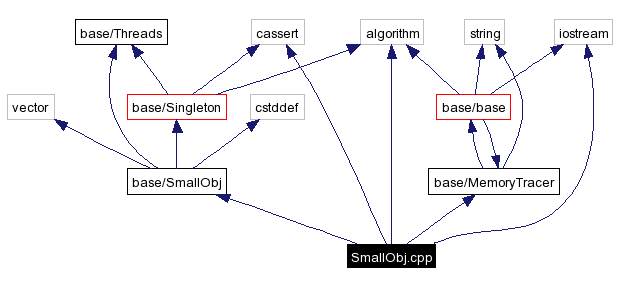 base/Threads
cassert
algorithm
string
iostream
vector
base/Singleton
cstddef
base/base
base/SmallObj
base/MemoryTracer
SmallObj.cpp